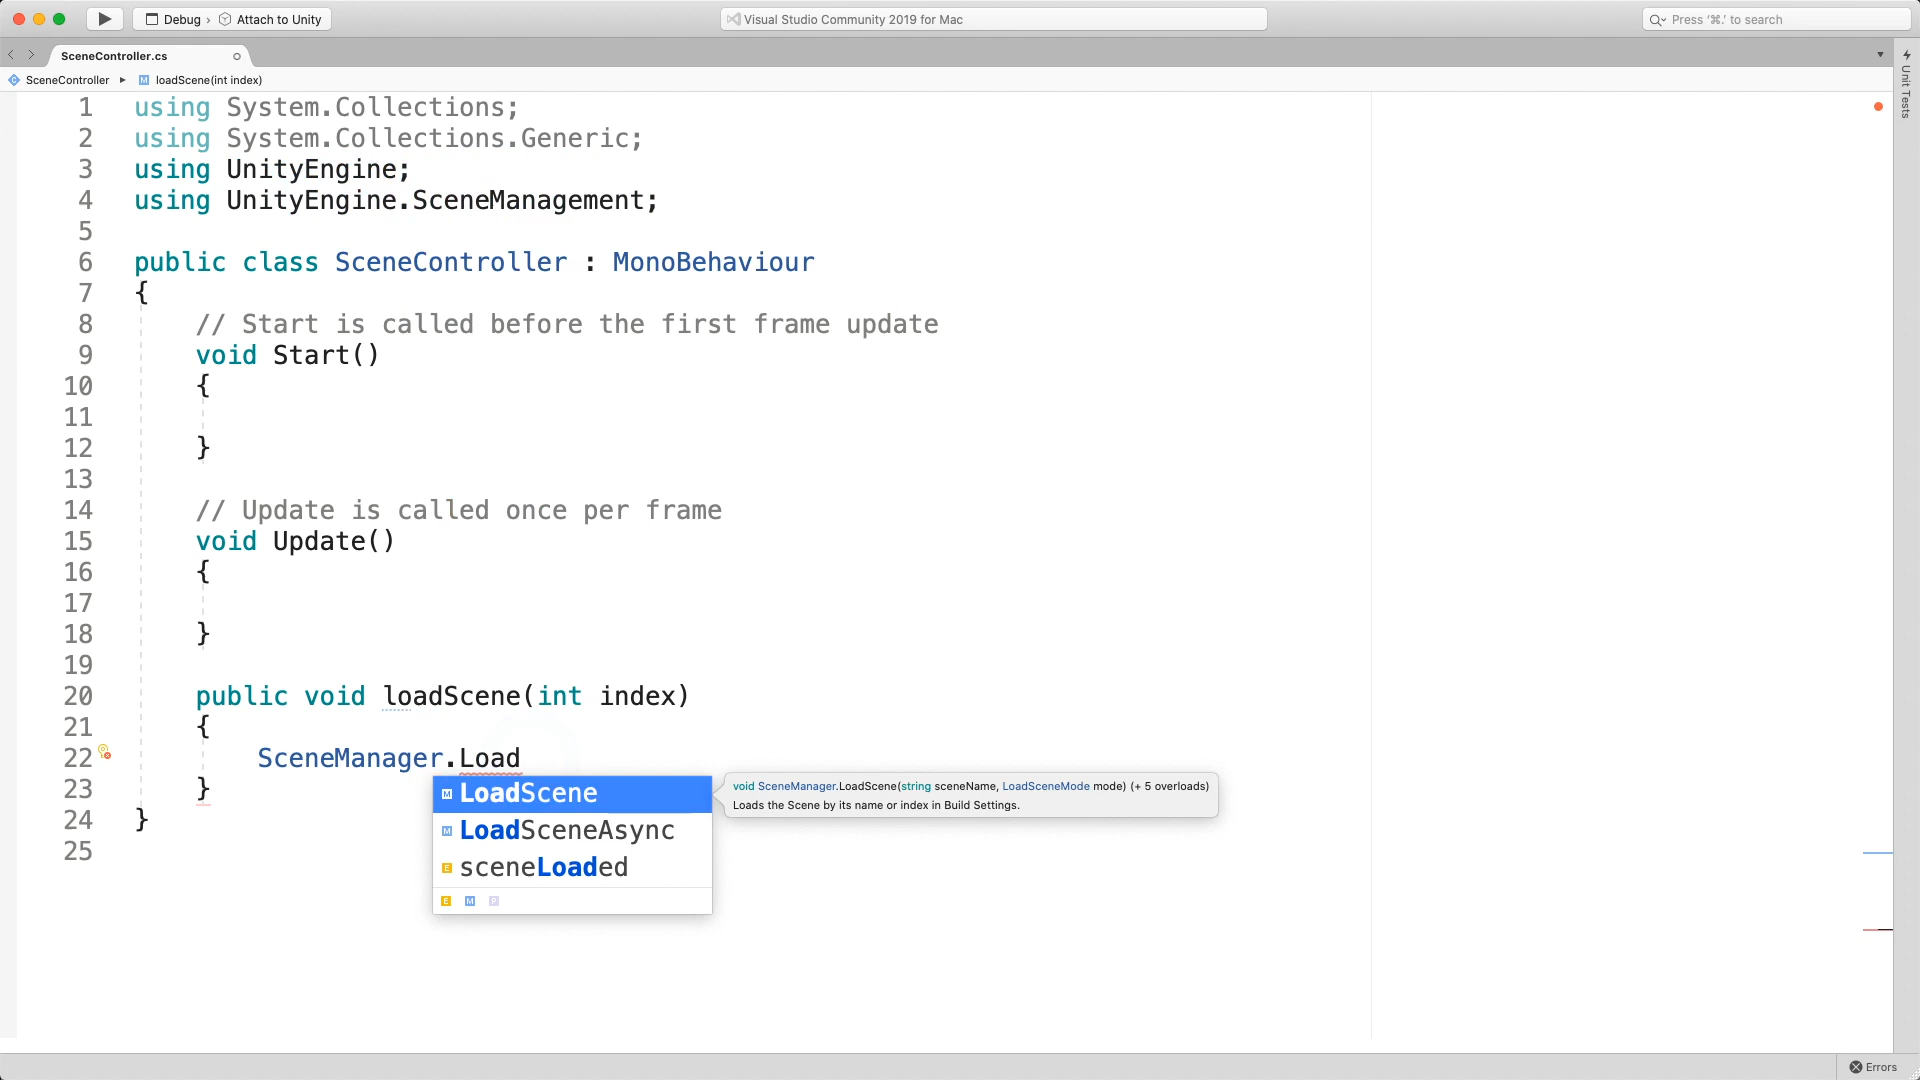 Debug › Attach to Unity
Visual Studio Community 2019 for Mac
Press '⌘.' to search
SceneController.cs
SceneController ▸ loadScene(int index)
Unit Tests
1 using System.Collections;
2 using System.Collections.Generic;
3 using UnityEngine;
4 using UnityEngine.SceneManagement;
5
6 public class SceneController : MonoBehaviour
7 {
8 // Start is called before the first frame update
9 void Start()
10 {
11
12 }
13
14 // Update is called once per frame
15 void Update()
16 {
17
18 }
19
20 public void loadScene(int index)
21 {
22 SceneManager.Load
23 }
24 }
25
M LoadScene
M LoadSceneAsync
E sceneLoaded
E M P
void SceneManager.LoadScene(string sceneName, LoadSceneMode mode) (+ 5 overloads)
Loads the Scene by its name or index in Build Settings.
Errors